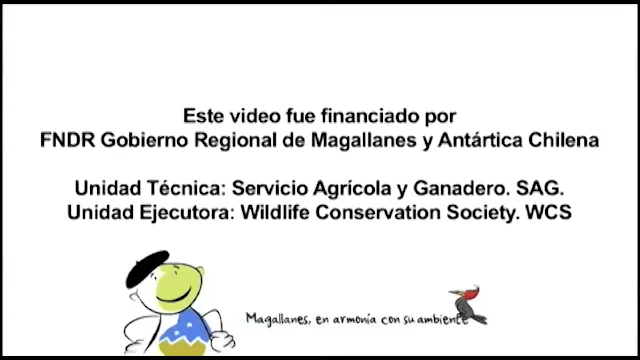 Este video fue financiado por
FNDR Gobierno Regional de Magallanes y Antártica Chilena
Unidad Técnica: Servicio Agrícola y Ganadero. SAG.
Unidad Ejecutora: Wildlife Conservation Society. WCS
Magallanes, en armonía con su ambiente